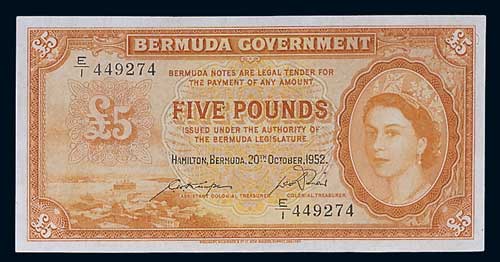 £5
£5
BERMUDA GOVERNMENT
E/1 449274
BERMUDA NOTES ARE LEGAL TENDER FOR
THE PAYMENT OF ANY AMOUNT
£5
FIVE POUNDS
ISSUED UNDER THE AUTHORITY OF
THE BERMUDA LEGISLATURE
HAMILTON, BERMUDA, 20TH OCTOBER, 1952.
ASSISTANT COLONIAL TREASURER
COLONIAL TREASURER
E/1 449274
£5
£5